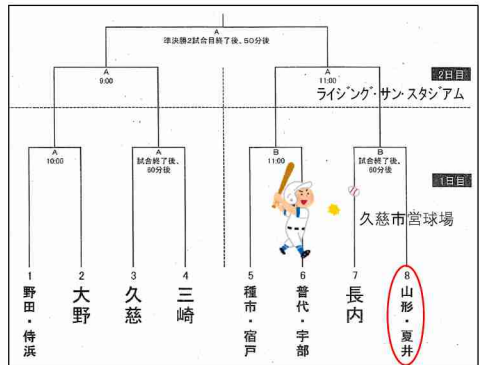 A
準決勝2試合目終了後、50分後
A
9:00
A
11:00
2日目
ライジング・サン・スタジアム
A
10:00
A
試合終了後、
60分後
B
11:00
B
試合終了後、
60分後
1日目
久慈市営球場
1
野田・侍浜
2
大野
3
久慈
4
三崎
5
種市・宿戸
6
普代・宇部
7
長内
8
山形・夏井